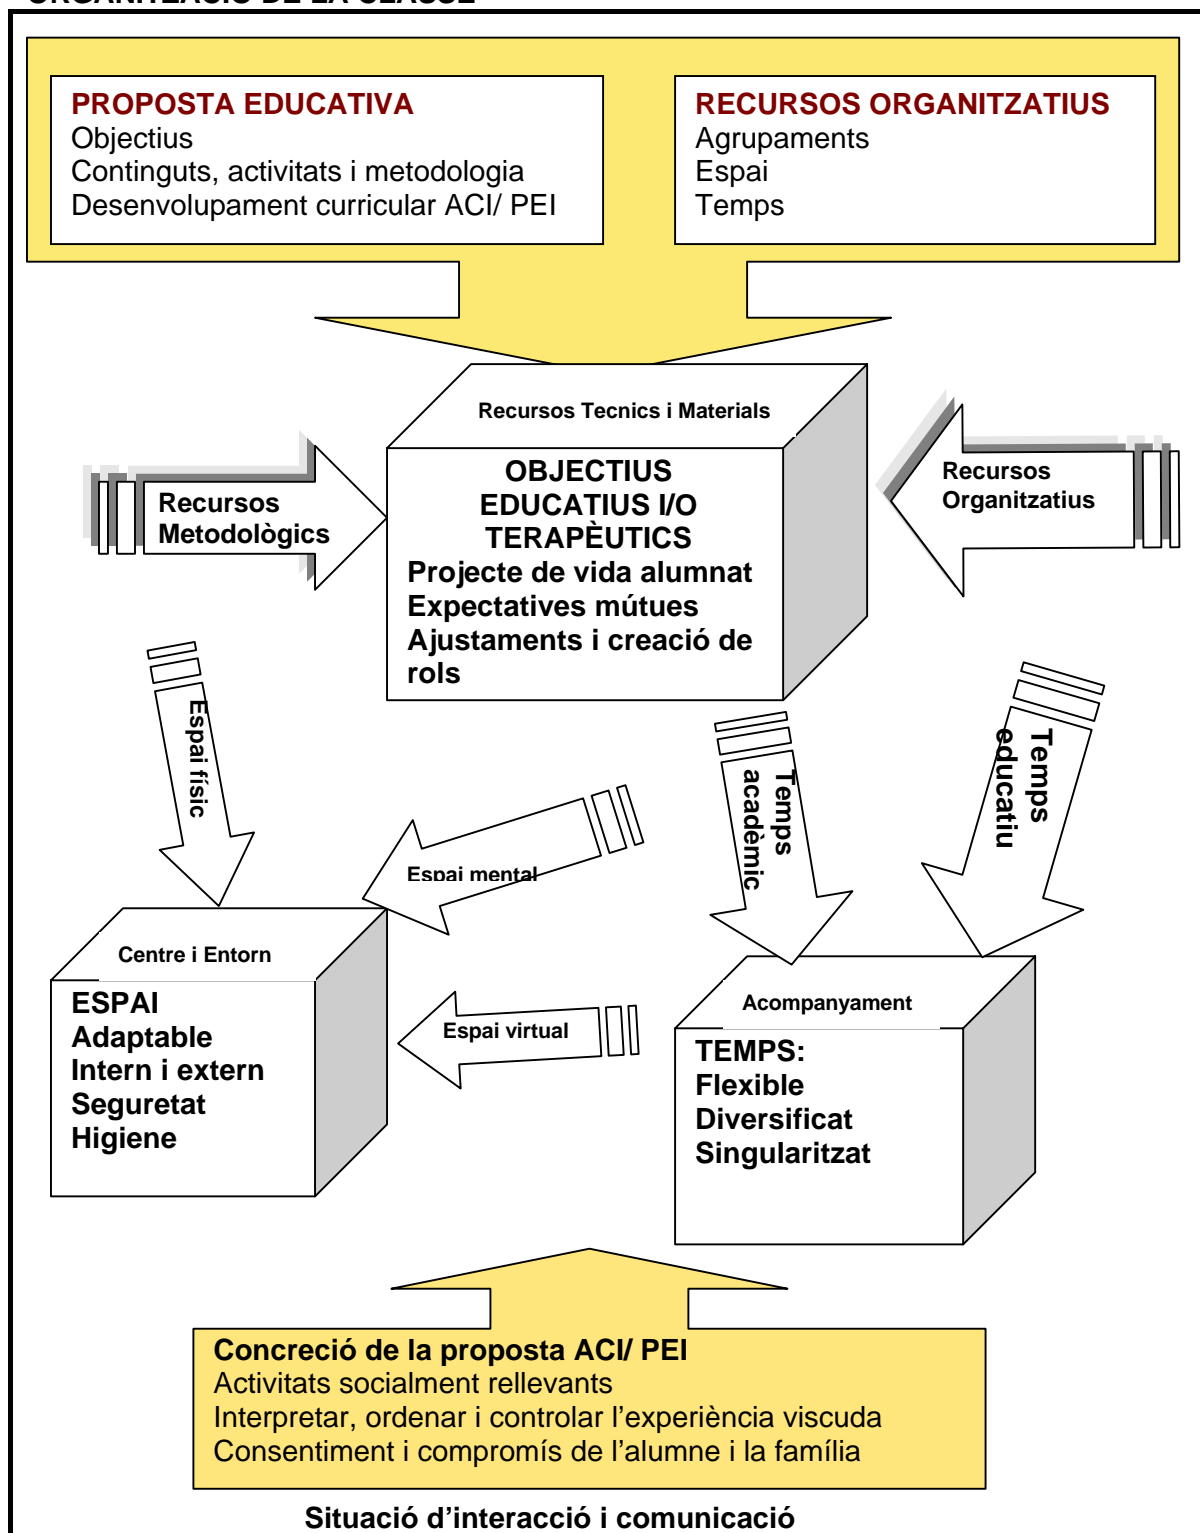 ORGANITZACIÓ DE LA CLASSE
PROPOSTA EDUCATIVA
Objectius
Continguts, activitats i metodologia
Desenvolupament curricular ACI/ PEI
RECURSOS ORGANITZATIUS
Agrupaments
Espai
Temps
Recursos Tecnics i Materials
Recursos
Metodològics
OBJECTIUS
EDUCATIUS I/O
TERAPÈUTICS
Projecte de vida alumnat
Expectatives mútues
Ajustaments i creació de
rols
Recursos
Organitzatius
Espai físic
Espai mental
Temps
acadèmic
Temps
educatiu
Centre i Entorn
ESPAI
Adaptable
Intern i extern
Seguretat
Higiene
Espai virtual
Acompanyament
TEMPS:
Flexible
Diversificat
Singularitzat
Concreció de la proposta ACI/ PEI
Activitats socialment rellevants
Interpretar, ordenar i controlar l’experiència viscuda
Consentiment i compromís de l’alumne i la família
Situació d’interacció i comunicació